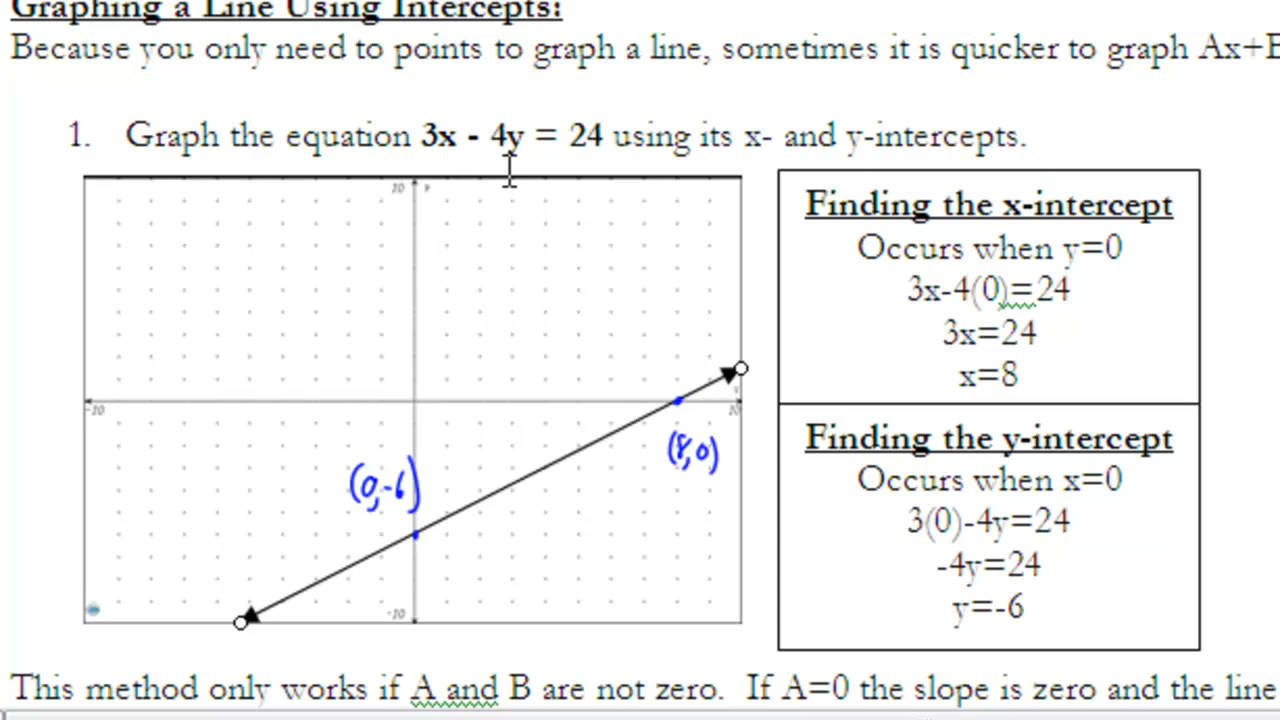 Graphing a Line Using Intercepts:
Because you only need to points to graph a line, sometimes it is quicker to graph Ax+B
1. Graph the equation 3x - 4y = 24 using its x- and y-intercepts.
10 y
-10 10
x
-10
(0,-6)
(8,0)
Finding the x-intercept
Occurs when y=0
3x-4(0)=24
3x=24
x=8
Finding the y-intercept
Occurs when x=0
3(0)-4y=24
-4y=24
y=-6
This method only works if A and B are not zero. If A=0 the slope is zero and the line